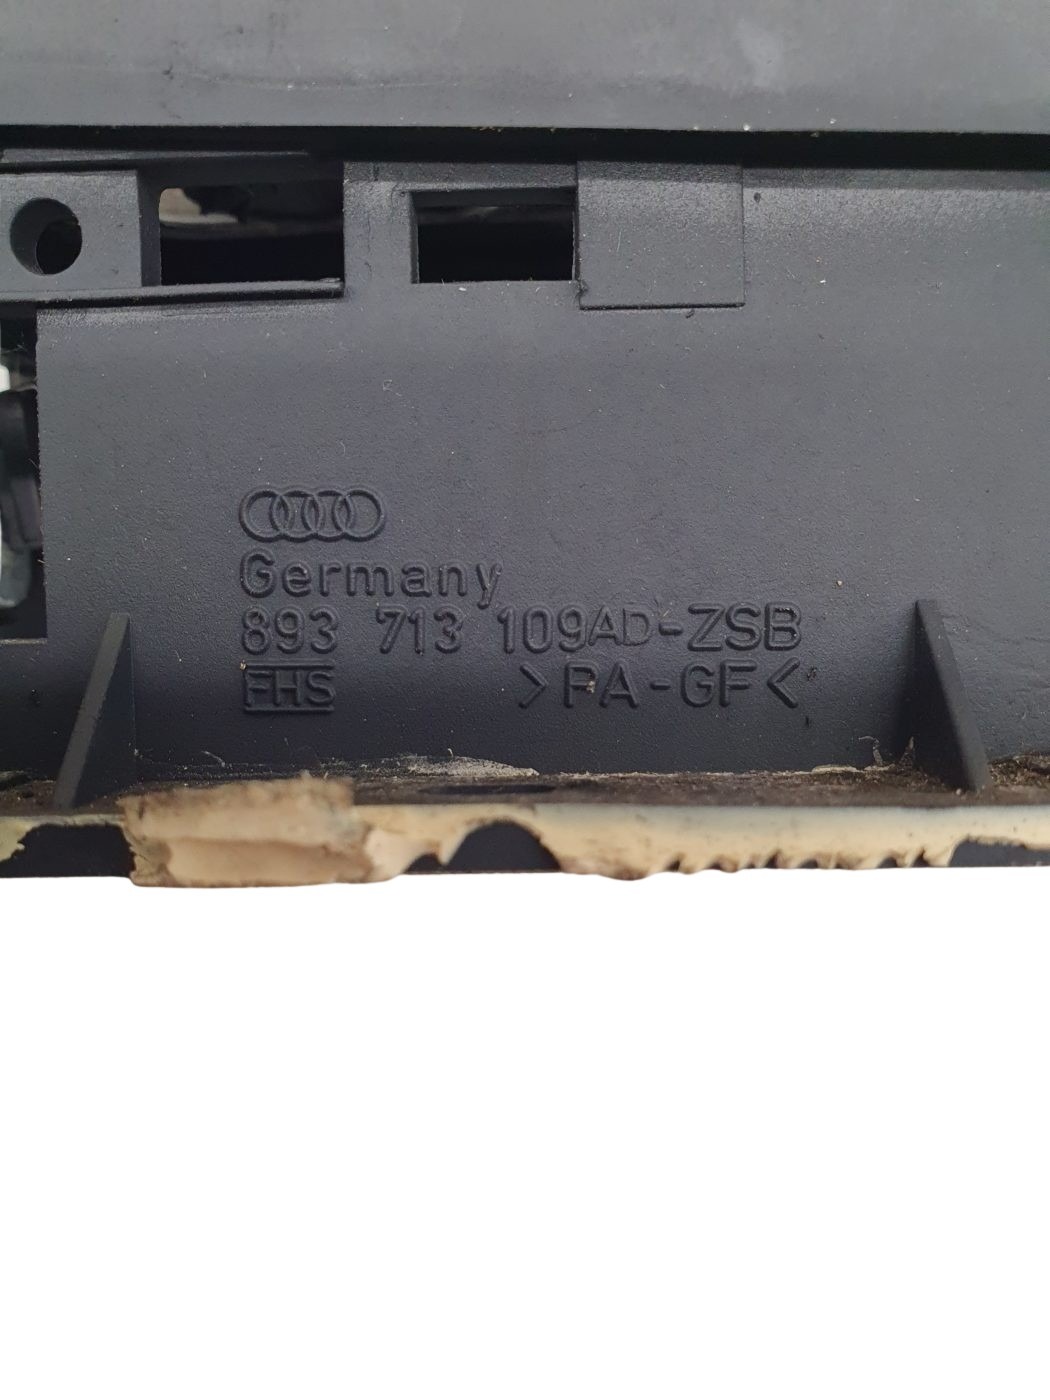 Germany
893 713 109AD-ZSB
FHS >PA-GF<